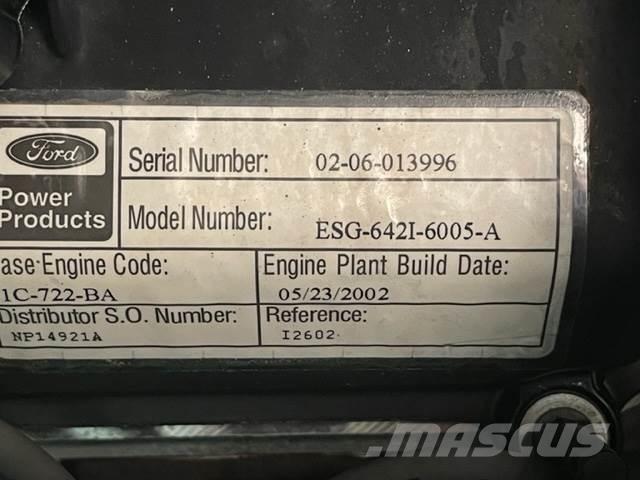 Ford
Power
Products
Serial Number: 02-06-013996
Model Number: ESG-642I-6005-A
ase Engine Code:
1C-722-BA
Engine Plant Build Date:
05/23/2002
Distributor S.O. Number:
NP14921A
Reference:
I2602
MASCUS